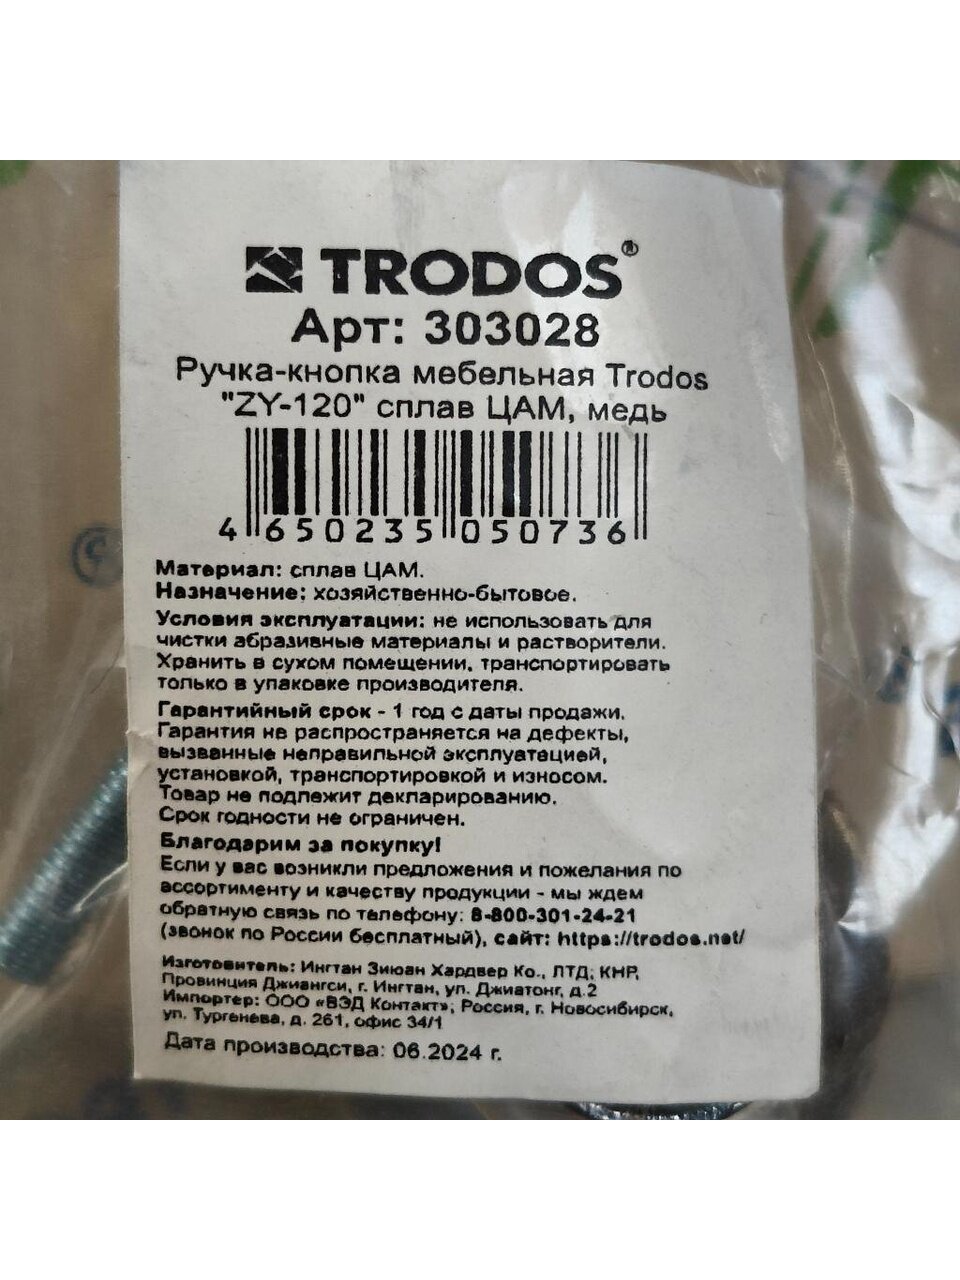 TRODOS®
Арт: 303028
Ручка-кнопка мебельная Trodos
"ZY-120" сплав ЦАМ, медь
4 650235 050736
Материал: сплав ЦАМ.
Назначение: хозяйственно-бытовое.
Условия эксплуатации: не использовать для
чистки абразивные материалы и растворители.
Хранить в сухом помещении, транспортировать
только в упаковке производителя.
Гарантийный срок - 1 год с даты продажи.
Гарантия не распространяется на дефекты,
вызванные неправильной эксплуатацией,
установкой, транспортировкой и износом.
Товар не подлежит декларированию.
Срок годности не ограничен.
Благодарим за покупку!
Если у вас возникли предложения и пожелания по
ассортименту и качеству продукции - мы ждем
обратную связь по телефону: 8-800-301-24-21
(звонок по России бесплатный), сайт: https://trodos.net/
Изготовитель: Ингтан Зиюан Хардвер Ко., ЛТД; КНР,
Провинция Джиангси, г. Ингтан, ул. Джиатонг, д.2
Импортер: ООО «ВЭД Контакт»; Россия, г. Новосибирск,
ул. Тургенева, д. 261, офис 34/1
Дата производства: 06.2024 г.